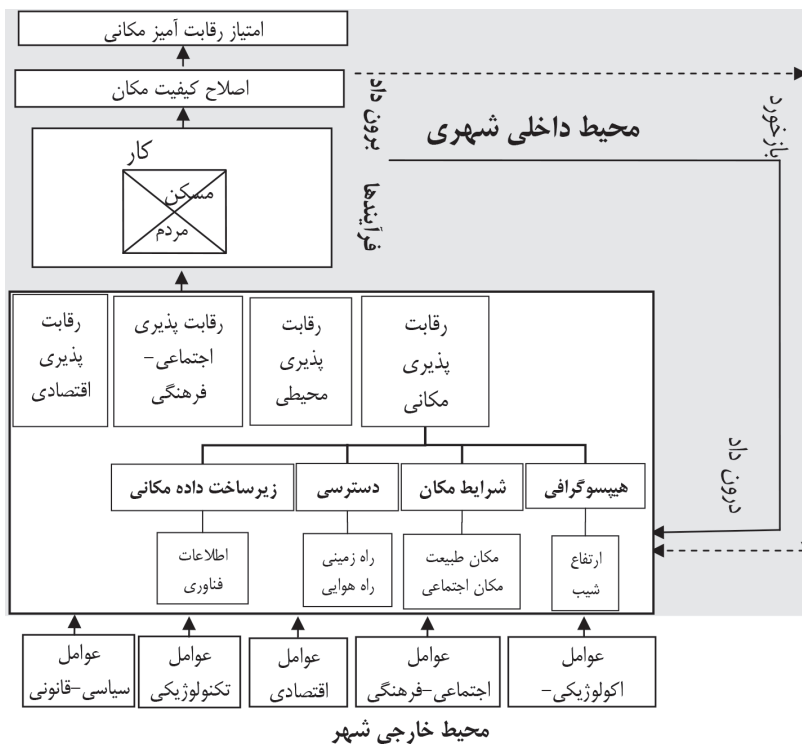 امتیاز رقابت آمیز مکانی
اصلاح کیفیت مکان
برون داد
محیط داخلی شهری
بازخورد
کار
مسکن
مردم
فرآیندها
رقابت
پذیری
مکانی
رقابت
پذیری
محیطی
رقابت پذیری
اجتماعی–
فرهنگی
رقابت
پذیری
اقتصادی
درون داد
هیپسوگرافی
شرایط مکان
دسترسی
زیرساخت داده مکانی
ارتفاع
شیب
مکان طبیعت
مکان اجتماعی
راه زمینی
راه هوایی
اطلاعات
فناوری
عوامل
اکولوژیکی–
عوامل
اجتماعی–فرهنگی
عوامل
اقتصادی
عوامل
تکنولوژیکی
عوامل
سیاسی–قانونی
محیط خارجی شهر